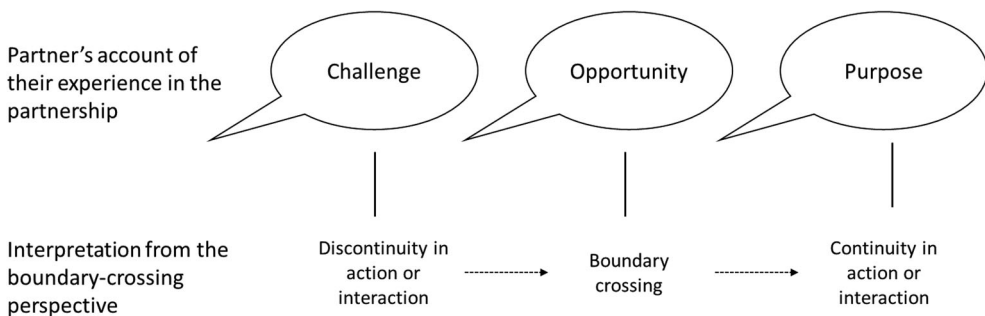 Partner’s account of
their experience in the
partnership
Challenge
Opportunity
Purpose
Interpretation from the
boundary-crossing
perspective
Discontinuity in
action or
interaction
Boundary
crossing
Continuity in
action or
interaction